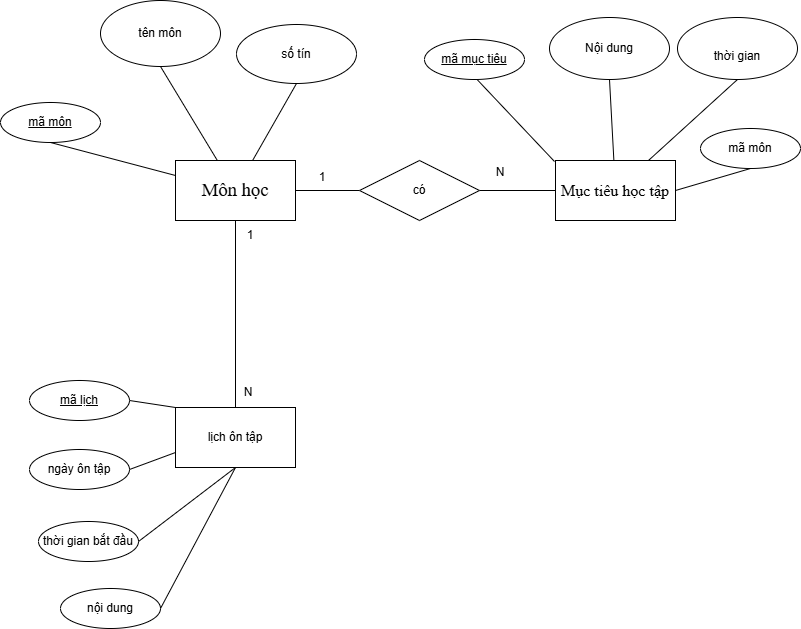 tên môn
số tín
mã mục tiêu
Nội dung
thời gian
mã môn
mã môn
Môn học
1
có
N
Mục tiêu học tập
1
N
mã lịch
lịch ôn tập
ngày ôn tập
thời gian bắt đầu
nội dung